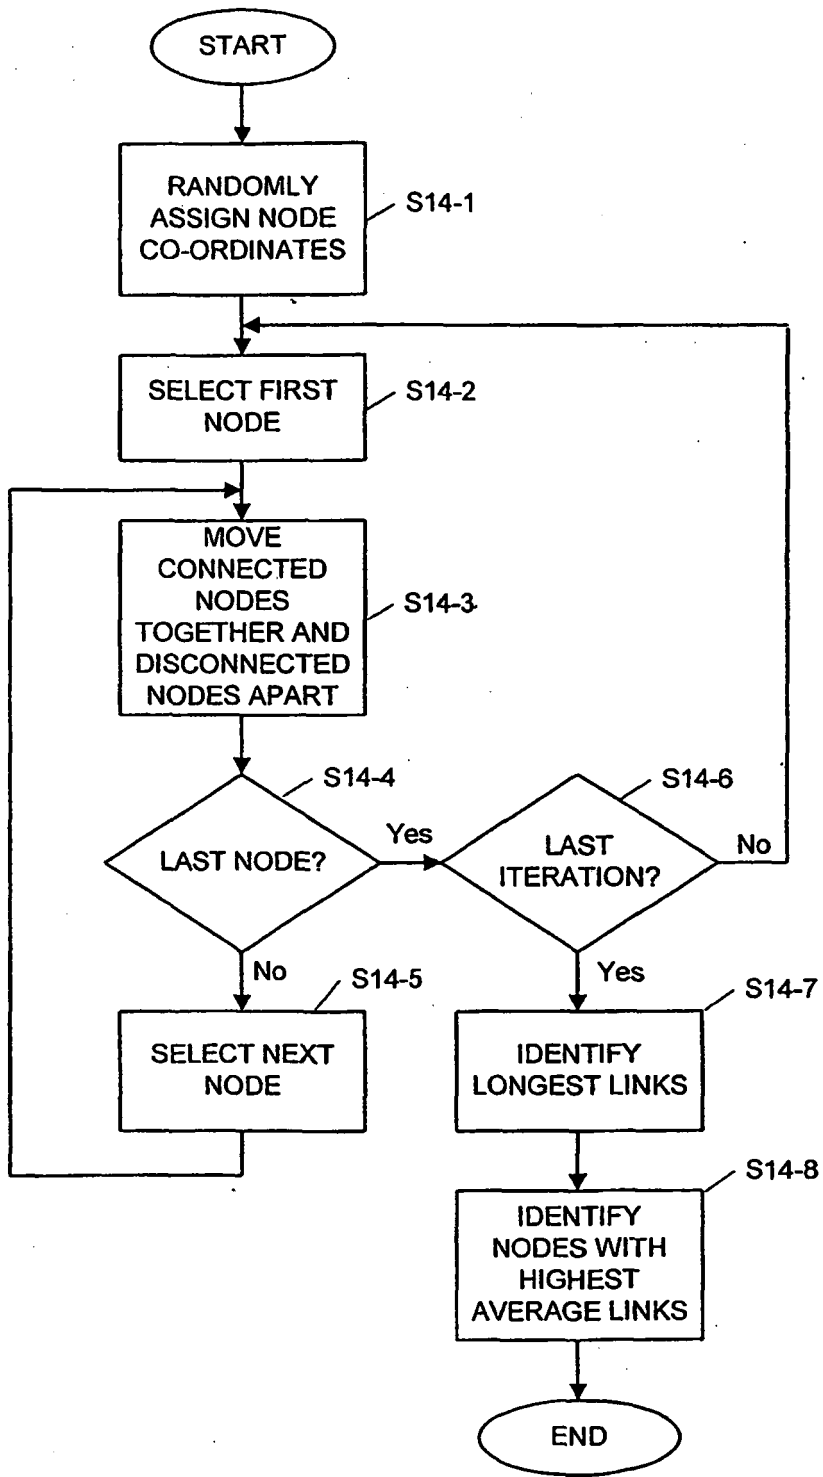 START
RANDOMLY
ASSIGN NODE
CO-ORDINATES
S14-1
SELECT FIRST
NODE
S14-2
MOVE
CONNECTED
NODES
TOGETHER AND
DISCONNECTED
NODES APART
S14-3
S14-4
LAST NODE?
Yes
S14-6
LAST
ITERATION?
No
No
S14-5
SELECT NEXT
NODE
Yes
S14-7
IDENTIFY
LONGEST LINKS
S14-8
IDENTIFY
NODES WITH
HIGHEST
AVERAGE LINKS
END